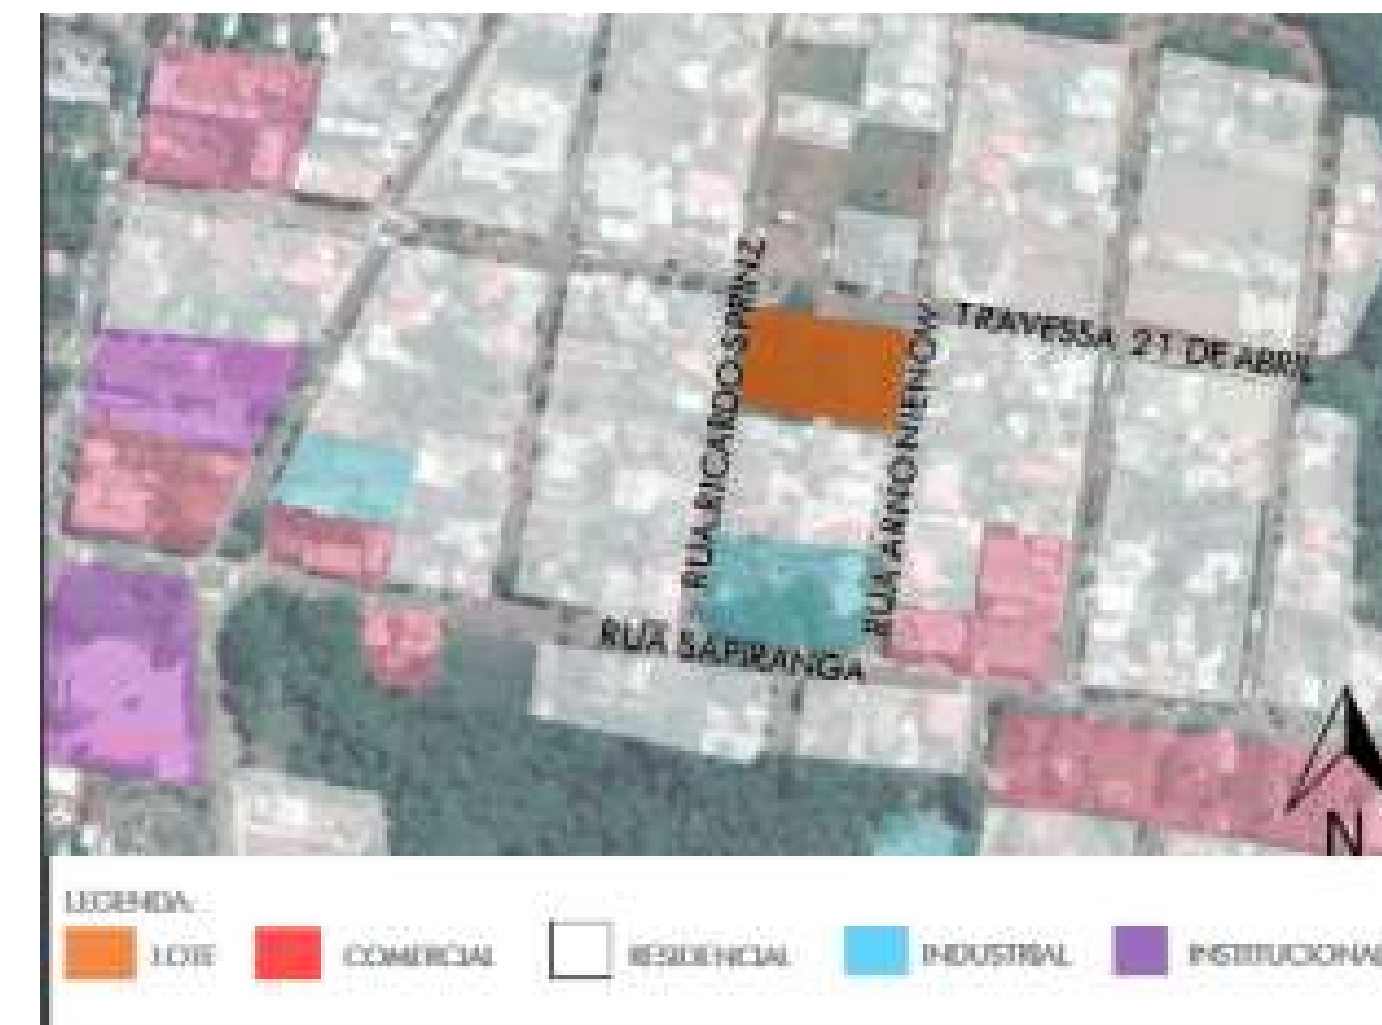 TRAVESSA 21 DE ABRIL
RUA RICARDO SPRINZ
RUA ARNO NIENOW
RUA SAPIRANGA
N
LEGENDA:
LOTE
COMERCIAL
RESIDENCIAL
INDUSTRIAL
INSTITUCIONAL